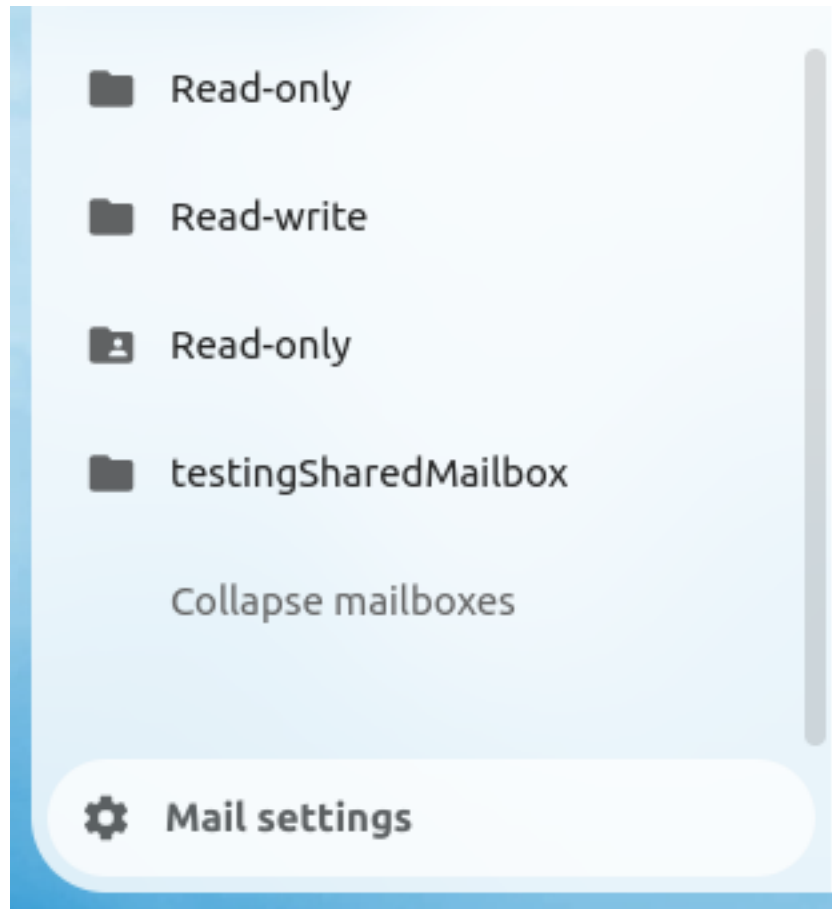 Read-only
Read-write
Read-only
testingSharedMailbox
Collapse mailboxes
Mail settings